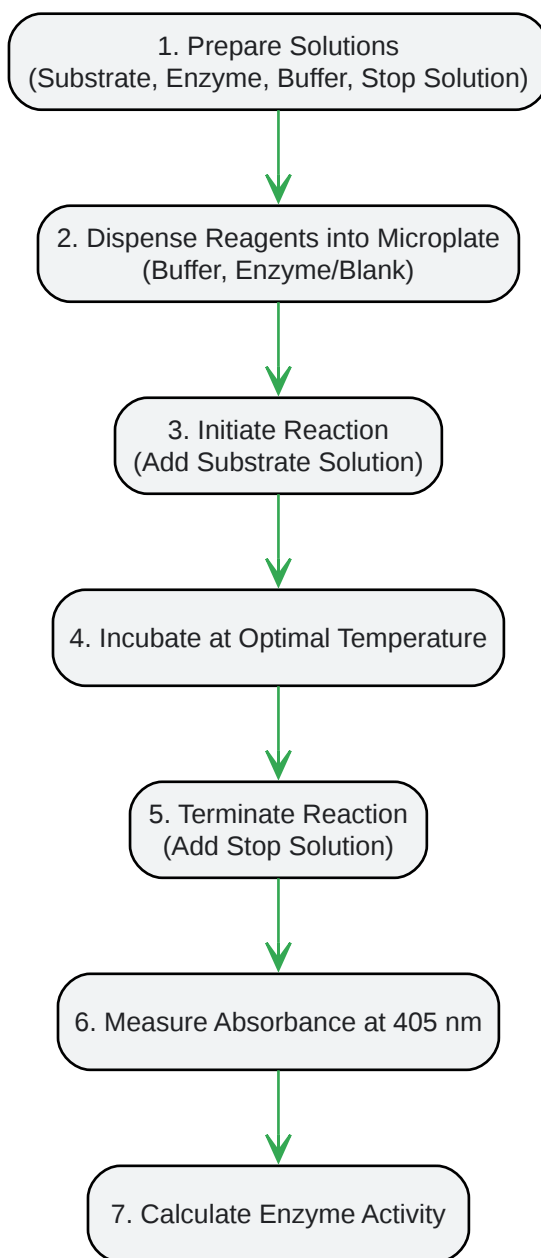 1. Prepare Solutions
(Substrate, Enzyme, Buffer, Stop Solution)
2. Dispense Reagents into Microplate
(Buffer, Enzyme/Blank)
3. Initiate Reaction
(Add Substrate Solution)
4. Incubate at Optimal Temperature
5. Terminate Reaction
(Add Stop Solution)
6. Measure Absorbance at 405 nm
7. Calculate Enzyme Activity